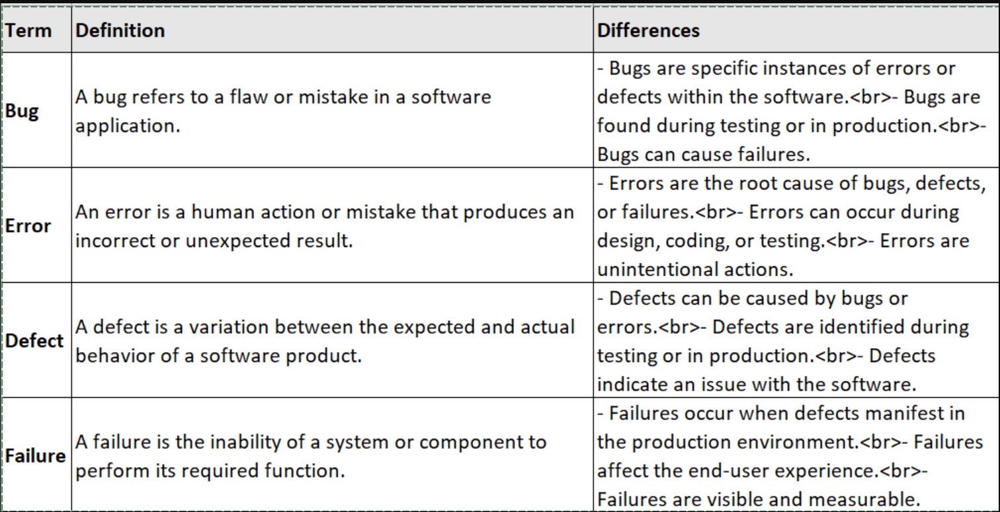 Term Definition Differences
Bug
A bug refers to a flaw or mistake in a software
application.
- Bugs are specific instances of errors or
defects within the software.<br>- Bugs are
found during testing or in production.<br>-
Bugs can cause failures.
Error
An error is a human action or mistake that produces an
incorrect or unexpected result.
- Errors are the root cause of bugs, defects,
or failures.<br>- Errors can occur during
design, coding, or testing.<br>- Errors are
unintentional actions.
Defect
A defect is a variation between the expected and actual
behavior of a software product.
- Defects can be caused by bugs or
errors.<br>- Defects are identified during
testing or in production.<br>- Defects
indicate an issue with the software.
Failure
A failure is the inability of a system or component to
perform its required function.
- Failures occur when defects manifest in
the production environment.<br>- Failures
affect the end-user experience.<br>-
Failures are visible and measurable.